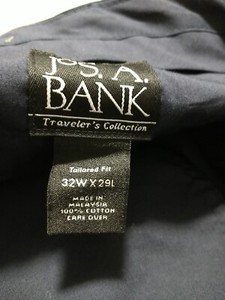 JoS. A.
BANK
Traveler's Collection
Tailored Fit
32W X 29L
MADE IN
MALAYSIA
100% COTTON
CARE OVER